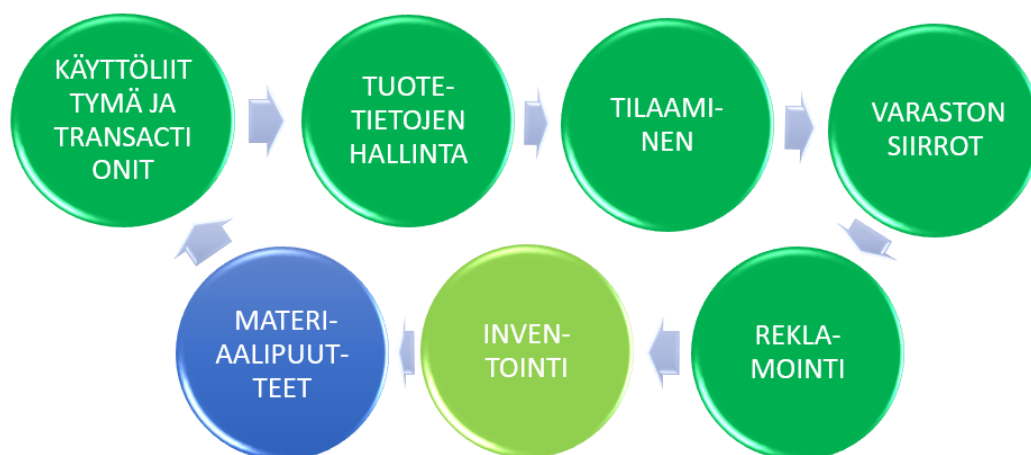 KÄYTTÖLIIT
TYMÄ JA
TRANSACTI
ONIT
TUOTE-
TIETOJEN
HALLINTA
TILAAMI-
NEN
VARASTON
SIIRROT
REKLA-
MOINTI
INVEN-
TOINTI
MATERI-
AALIPUUT-
TEET